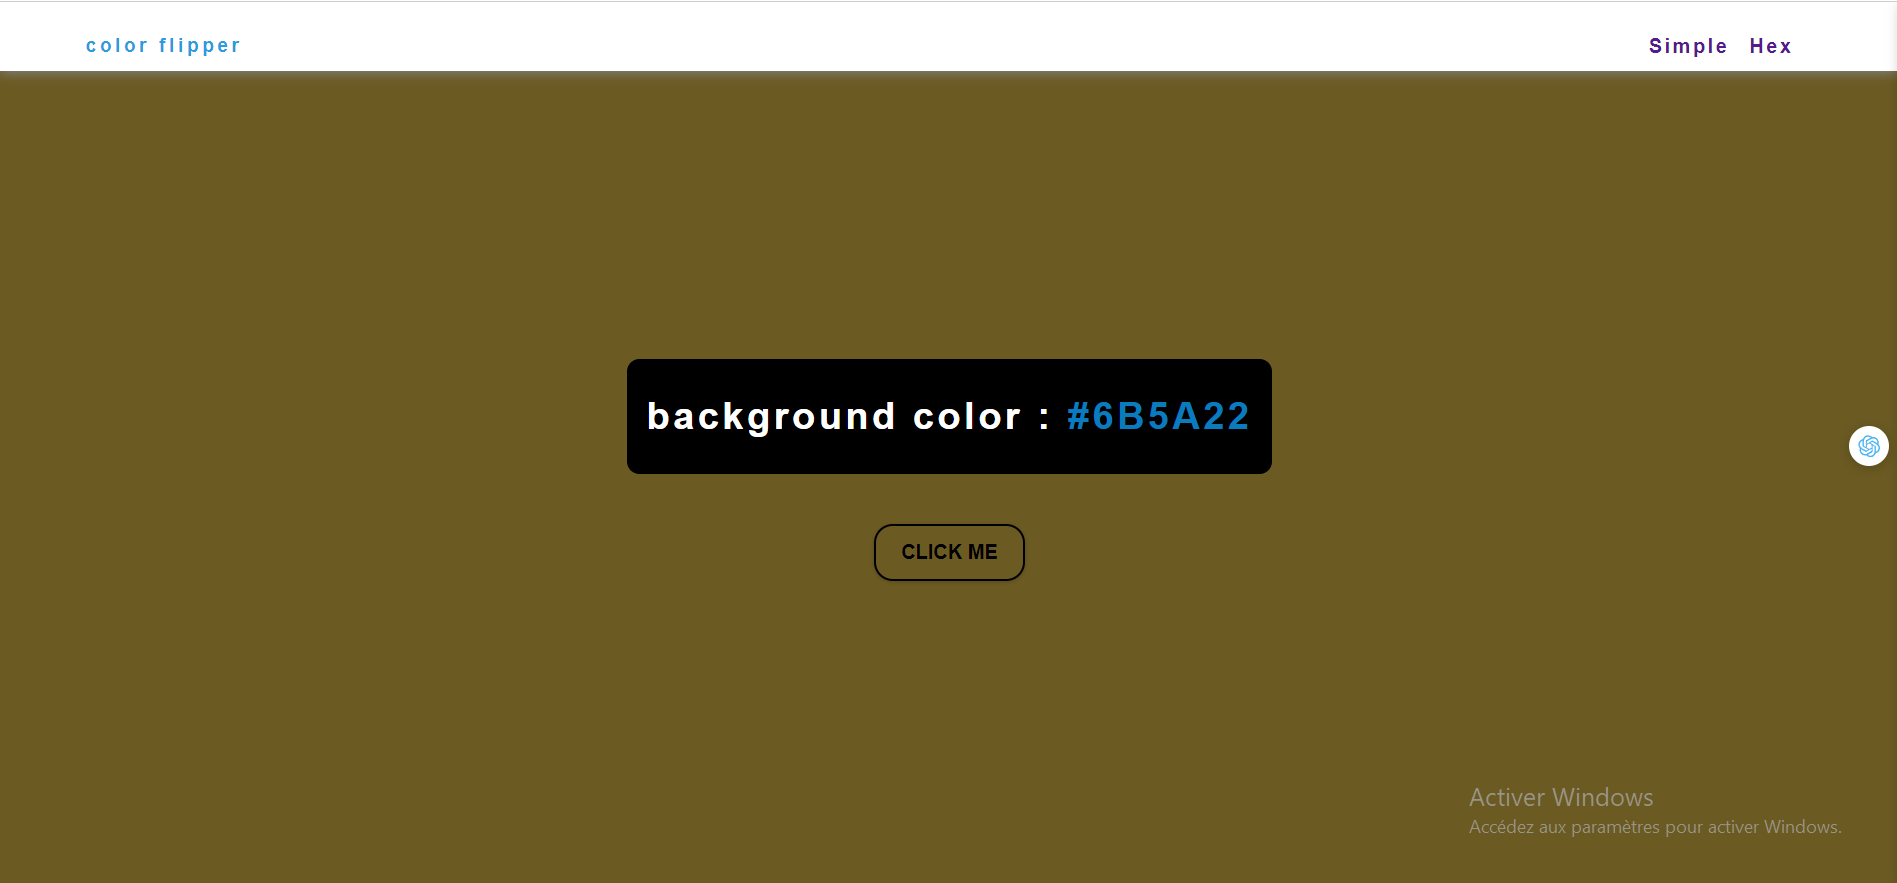 color flipper
Simple Hex
background color : #6B5A22
CLICK ME
Activer Windows
Accédez aux paramètres pour activer Windows.